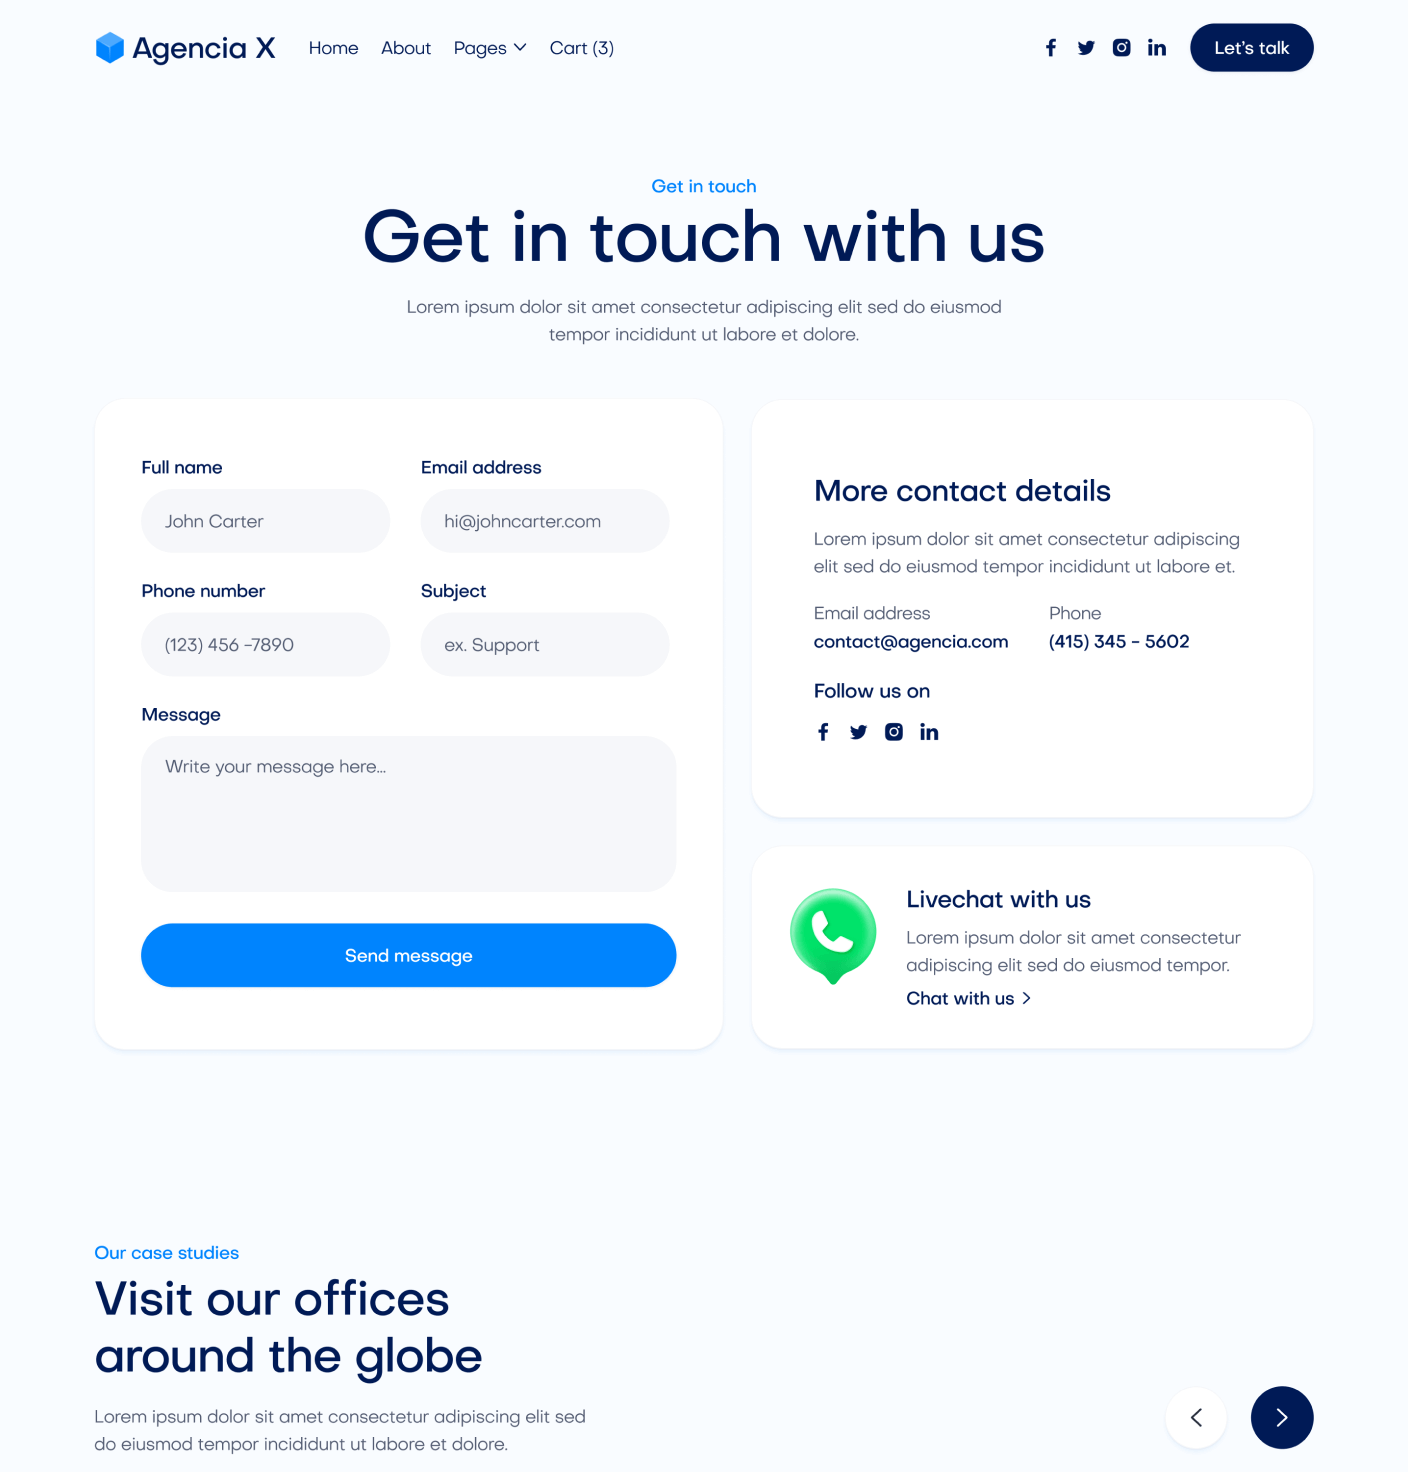 Agencia X
Home About Pages Cart (3)
Let's talk
Get in touch
Get in touch with us
Lorem ipsum dolor sit amet consectetur adipiscing elit sed do eiusmod
tempor incididunt ut labore et dolore.
Full name
John Carter
Email address
hi@johncarter.com
Phone number
(123) 456 -7890
Subject
ex. Support
Message
Write your message here...
Send message
More contact details
Lorem ipsum dolor sit amet consectetur adipiscing
elit sed do eiusmod tempor incididunt ut labore et.
Email address
contact@agencia.com
Phone
(415) 345 - 5602
Follow us on
Livechat with us
Lorem ipsum dolor sit amet consectetur
adipiscing elit sed do eiusmod tempor.
Chat with us
Our case studies
Visit our offices
around the globe
Lorem ipsum dolor sit amet consectetur adipiscing elit sed
do eiusmod tempor incididunt ut labore et dolore.